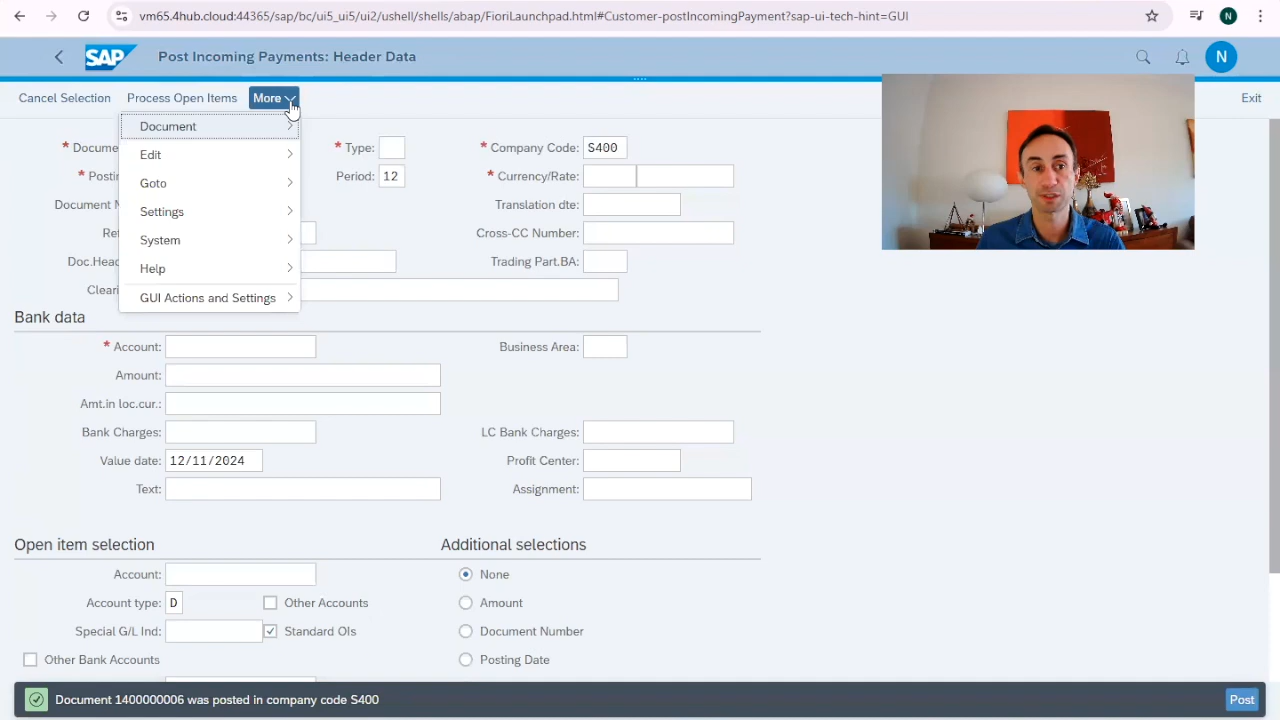 vm65.4hub.cloud:44365/sap/bc/ui5_ui5/ui2/ushell/shells/abap/FioriLaunchpad.html#Customer-postIncomingPayment?sap-ui-tech-hint=GUI
N
SAP Post Incoming Payments: Header Data
N
Cancel Selection Process Open Items More Exit
Document
Edit
Goto
Settings
System
Help
GUI Actions and Settings
* Docume * Type: * Company Code: S400
* Postin Period: 12 * Currency/Rate:
Document N Translation dte:
Ref Cross-CC Number:
Doc.Head Trading Part.BA:
Cleari
Bank data
* Account: Business Area:
Amount:
Amt.in loc.cur.:
Bank Charges: LC Bank Charges:
Value date: 12/11/2024 Profit Center:
Text: Assignment:
Open item selection Additional selections
Account: None
Account type: D Other Accounts Amount
Special G/L Ind: Standard OIs Document Number
Other Bank Accounts Posting Date
Document 1400000006 was posted in company code S400 Post